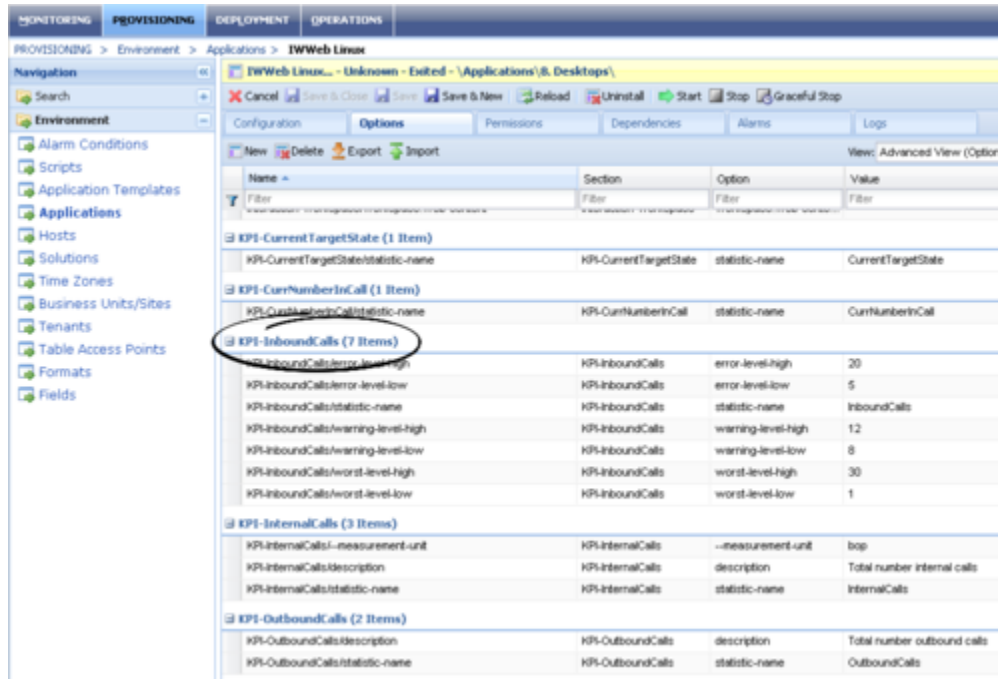 MONITORING PROVISIONING DEPLOYMENT OPERATIONS
PROVISIONING > Environment > Applications > IWWeb Linux
Navigation
IWWeb Linux... - Unknown - Exited - \Applications\8. Desktops\
Search
Cancel Save & Close Save Save & New Reload Uninstall Start Stop Graceful Stop
Environment
Configuration Options Permissions Dependencies Alarms Logs
Alarm Conditions
Scripts
Application Templates
Applications
Hosts
Solutions
Time Zones
Business Units/Sites
Tenants
Table Access Points
Formats
Fields
New Delete Export Import View: Advanced View (Option
Name Section Option Value
Filter Filter Filter Filter
KPI-CurrentTargetState (1 Item)
KPI-CurrentTargetState/statistic-name KPI-CurrentTargetState statistic-name CurrentTargetState
KPI-CurrNumberInCall (1 Item)
KPI-CurrNumberInCall/statistic-name KPI-CurrNumberInCall statistic-name CurrNumberInCall
KPI-InboundCalls (7 Items)
KPI-InboundCalls/error-level-high KPI-InboundCalls error-level-high 20
KPI-InboundCalls/error-level-low KPI-InboundCalls error-level-low 5
KPI-InboundCalls/statistic-name KPI-InboundCalls statistic-name InboundCalls
KPI-InboundCalls/warning-level-high KPI-InboundCalls warning-level-high 12
KPI-InboundCalls/warning-level-low KPI-InboundCalls warning-level-low 8
KPI-InboundCalls/worst-level-high KPI-InboundCalls worst-level-high 30
KPI-InboundCalls/worst-level-low KPI-InboundCalls worst-level-low 1
KPI-InternalCalls (3 Items)
KPI-InternalCalls/--measurement-unit KPI-InternalCalls --measurement-unit bop
KPI-InternalCalls/description KPI-InternalCalls description Total number internal calls
KPI-InternalCalls/statistic-name KPI-InternalCalls statistic-name InternalCalls
KPI-OutboundCalls (2 Items)
KPI-OutboundCalls/description KPI-OutboundCalls description Total number outbound calls
KPI-OutboundCalls/statistic-name KPI-OutboundCalls statistic-name OutboundCalls